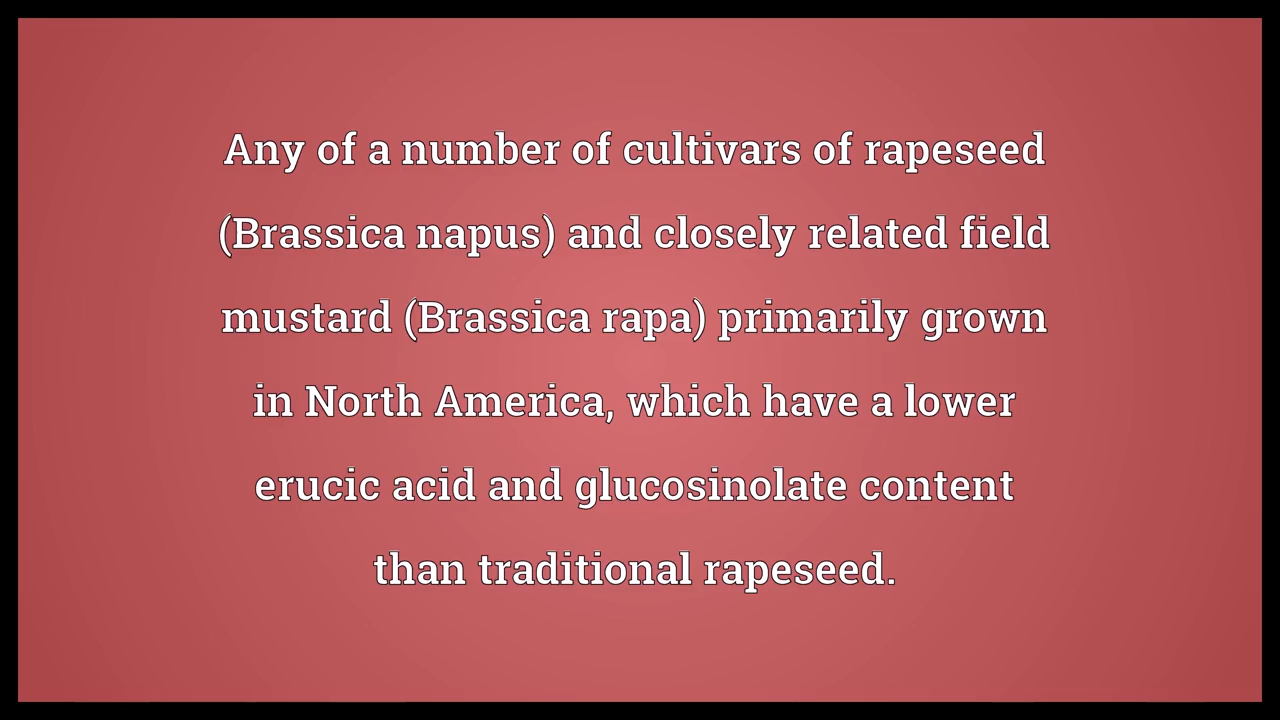 Any of a number of cultivars of rapeseed
(Brassica napus) and closely related field
mustard (Brassica rapa) primarily grown
in North America, which have a lower
erucic acid and glucosinolate content
than traditional rapeseed.